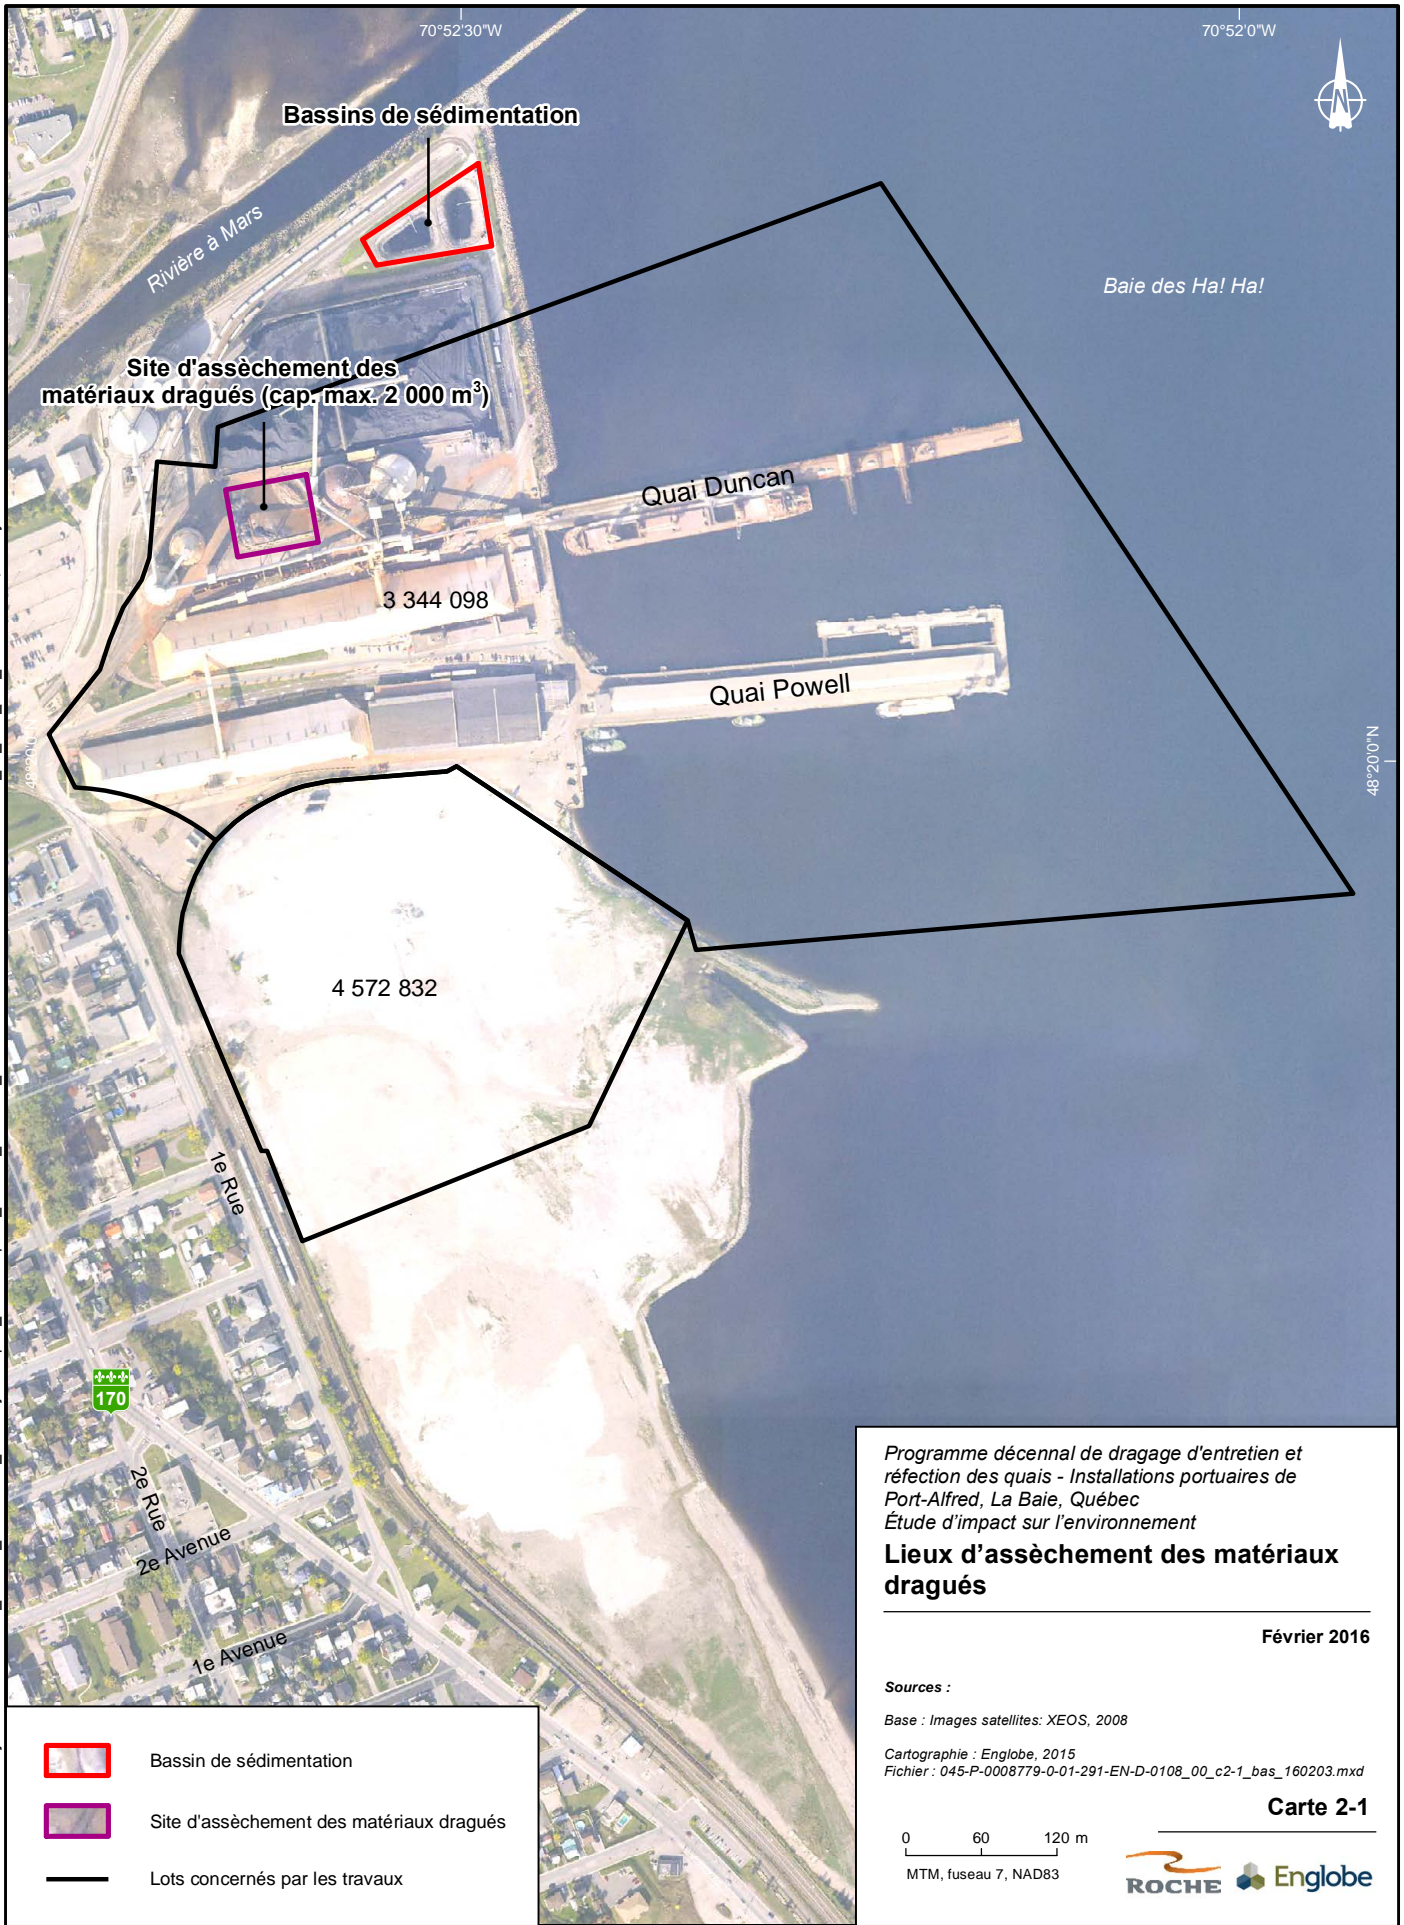 70°52'30"W
70°52'0"W
N
Bassins de sédimentation
Rivière à Mars
Baie des Ha! Ha!
Site d'assèchement des
matériaux dragués (cap. max. 2 000 m³)
Quai Duncan
3 344 098
Quai Powell
48°20'0"N
48°20'0"N
4 572 832
1e Rue
170
2e Rue
2e Avenue
1e Avenue
Programme décennal de dragage d'entretien et
réfection des quais - Installations portuaires de
Port-Alfred, La Baie, Québec
Étude d'impact sur l'environnement
Lieux d'assèchement des matériaux
dragués
Février 2016
Sources :
Base : Images satellites: XEOS, 2008
Cartographie : Englobe, 2015
Fichier : 045-P-0008779-0-01-291-EN-D-0108_00_c2-1_bas_160203.mxd
Carte 2-1
0 60 120 m
MTM, fuseau 7, NAD83
ROCHE
Englobe
Bassin de sédimentation
Site d'assèchement des matériaux dragués
Lots concernés par les travaux